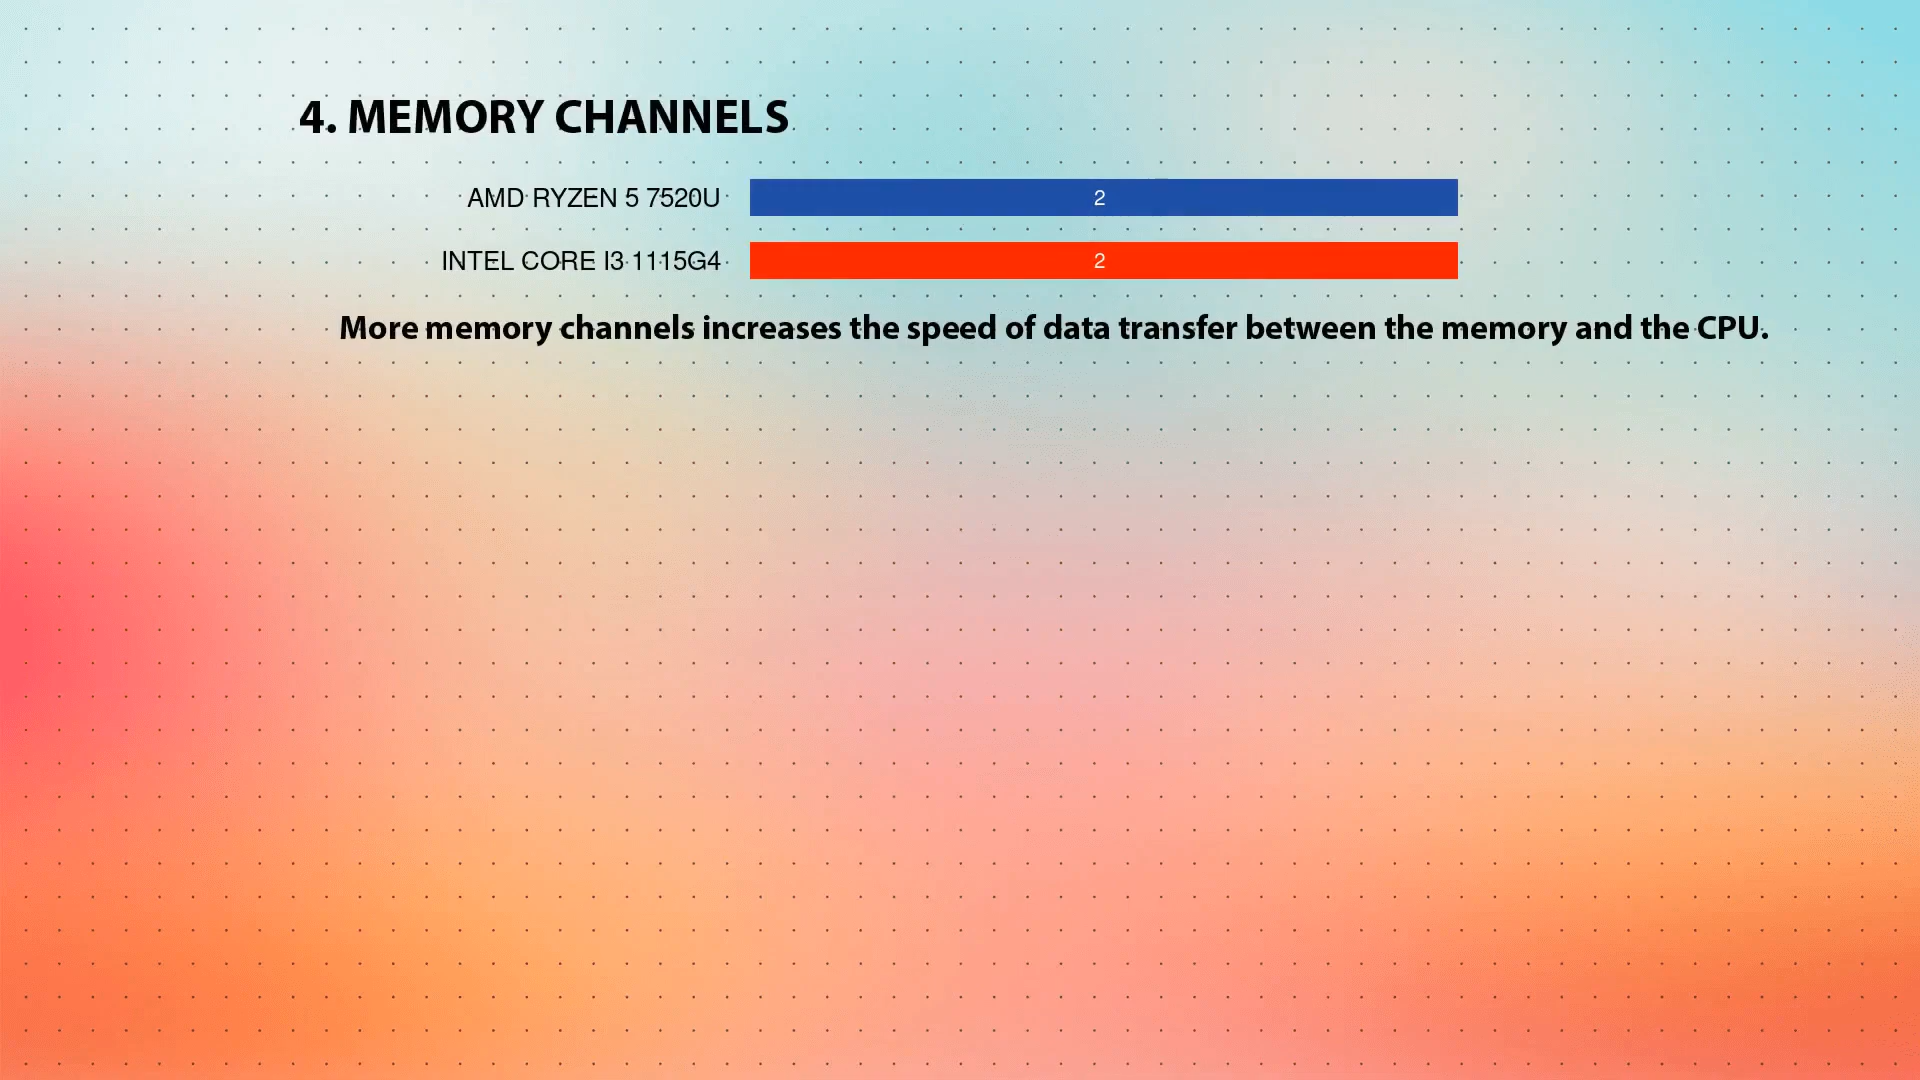 4. MEMORY CHANNELS
AMD RYZEN 5 7520U
2
INTEL CORE I3 1115G4
2
More memory channels increases the speed of data transfer between the memory and the CPU.